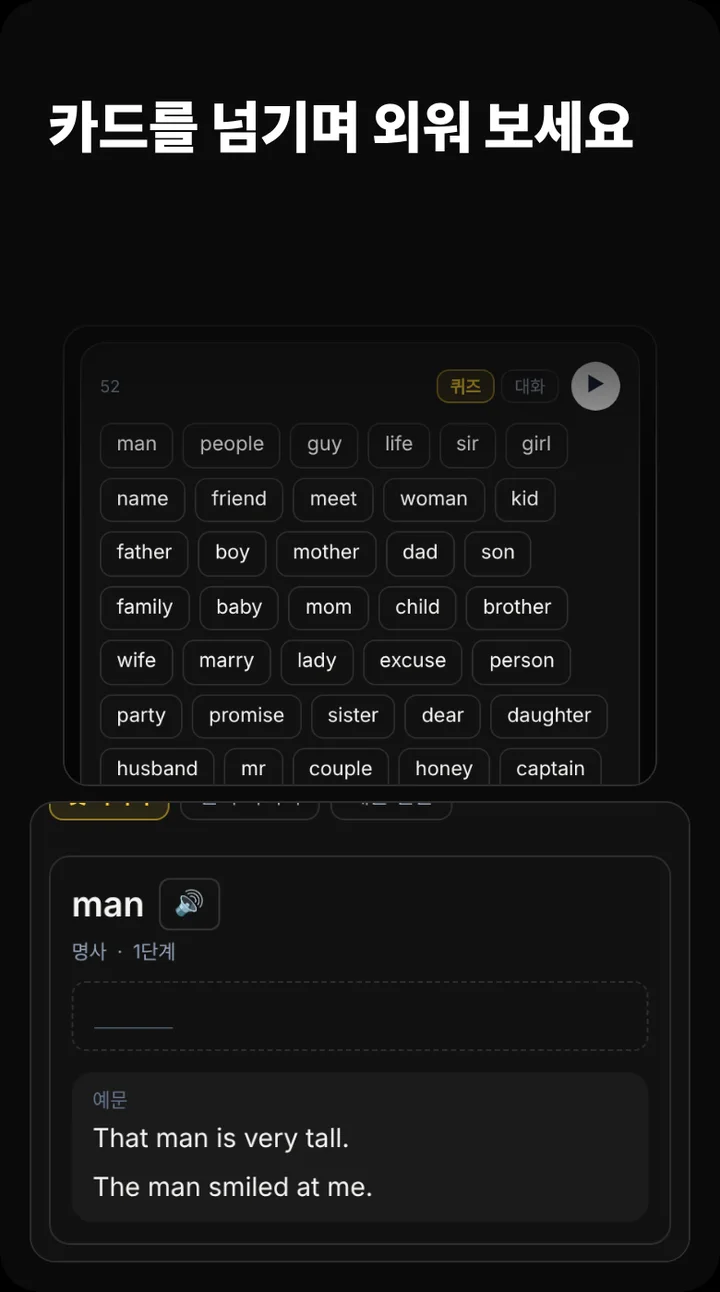 카드를 넘기며 외워 보세요
52 퀴즈 대화
man people guy life sir girl
name friend meet woman kid
father boy mother dad son
family baby mom child brother
wife marry lady excuse person
party promise sister dear daughter
husband mr couple honey captain
man
명사 · 1단계
예문
That man is very tall.
The man smiled at me.